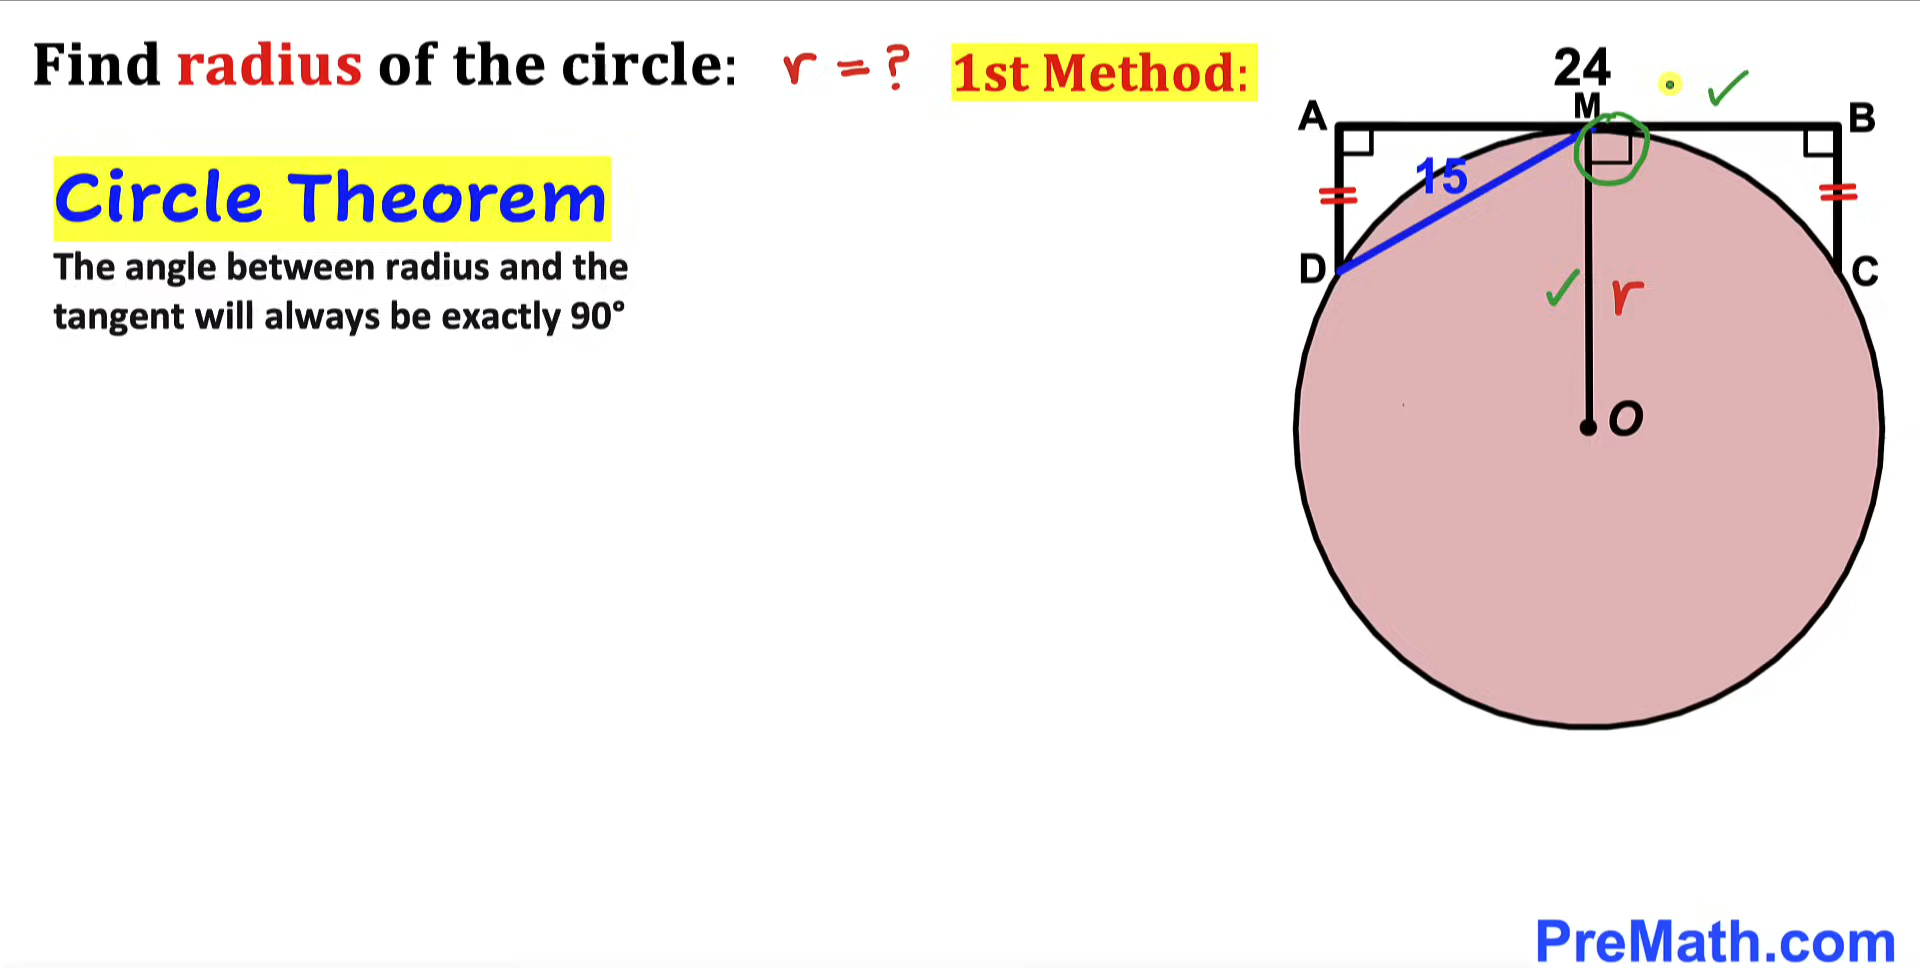 Find radius of the circle: r = ? 1st Method:
Circle Theorem
The angle between radius and the
tangent will always be exactly 90°
24
A M B
15
D C
r
O
PreMath.com